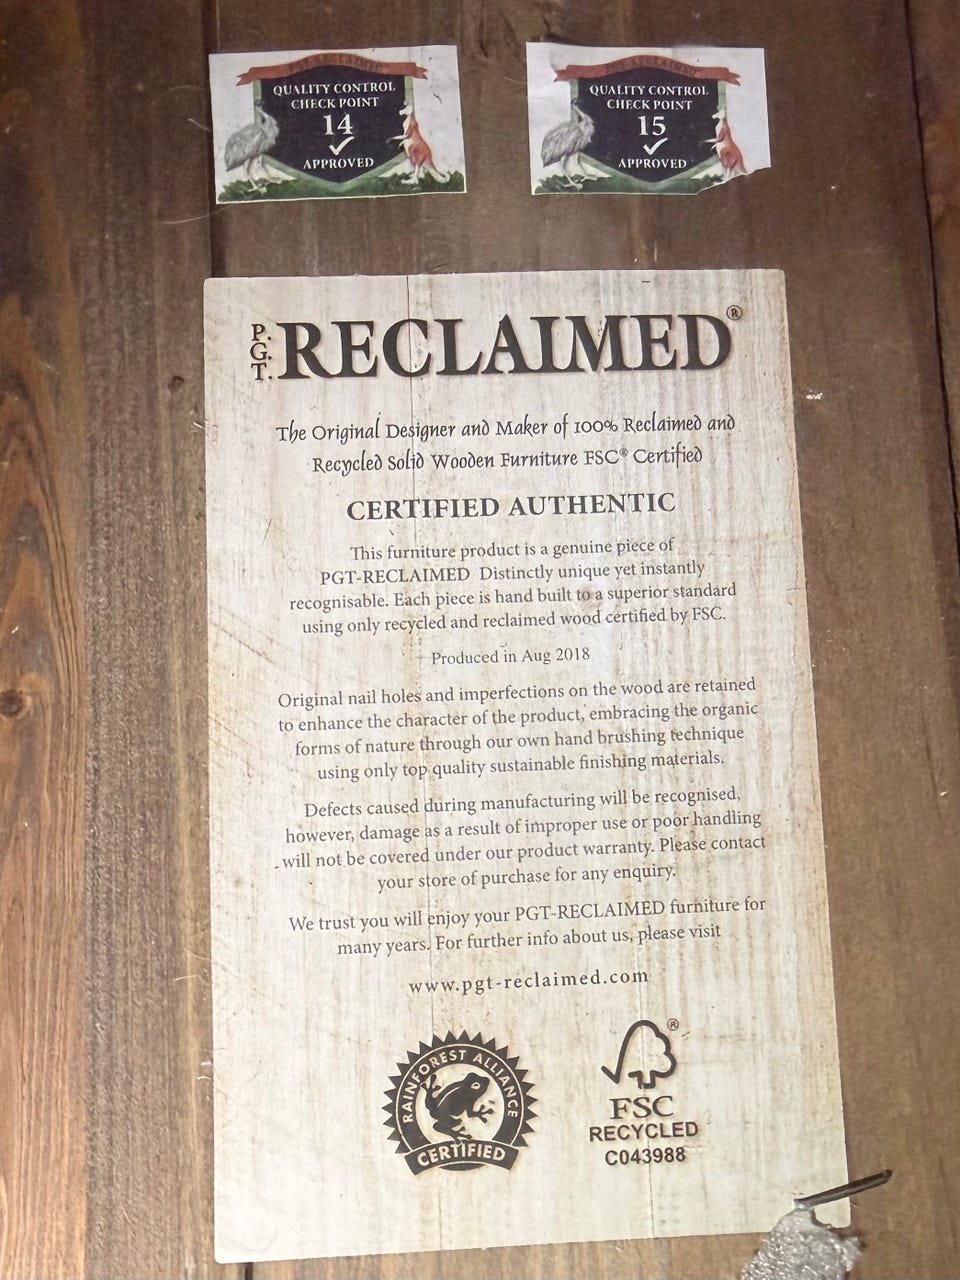 PGT-RECLAIMED
QUALITY CONTROL
CHECK POINT
14
APPROVED
PGT-RECLAIMED
QUALITY CONTROL
CHECK POINT
15
APPROVED
P.G.T. RECLAIMED®
The Original Designer and Maker of 100% Reclaimed and
Recycled Solid Wooden Furniture FSC® Certified
CERTIFIED AUTHENTIC
This furniture product is a genuine piece of
PGT-RECLAIMED Distinctly unique yet instantly
recognisable. Each piece is hand built to a superior standard
using only recycled and reclaimed wood certified by FSC.
Produced in Aug 2018
Original nail holes and imperfections on the wood are retained
to enhance the character of the product, embracing the organic
forms of nature through our own hand brushing technique
using only top quality sustainable finishing materials.
Defects caused during manufacturing will be recognised,
however, damage as a result of improper use or poor handling
will not be covered under our product warranty. Please contact
your store of purchase for any enquiry.
We trust you will enjoy your PGT-RECLAIMED furniture for
many years. For further info about us, please visit
www.pgt-reclaimed.com
RAINFOREST ALLIANCE
CERTIFIED
®
FSC
RECYCLED
C043988